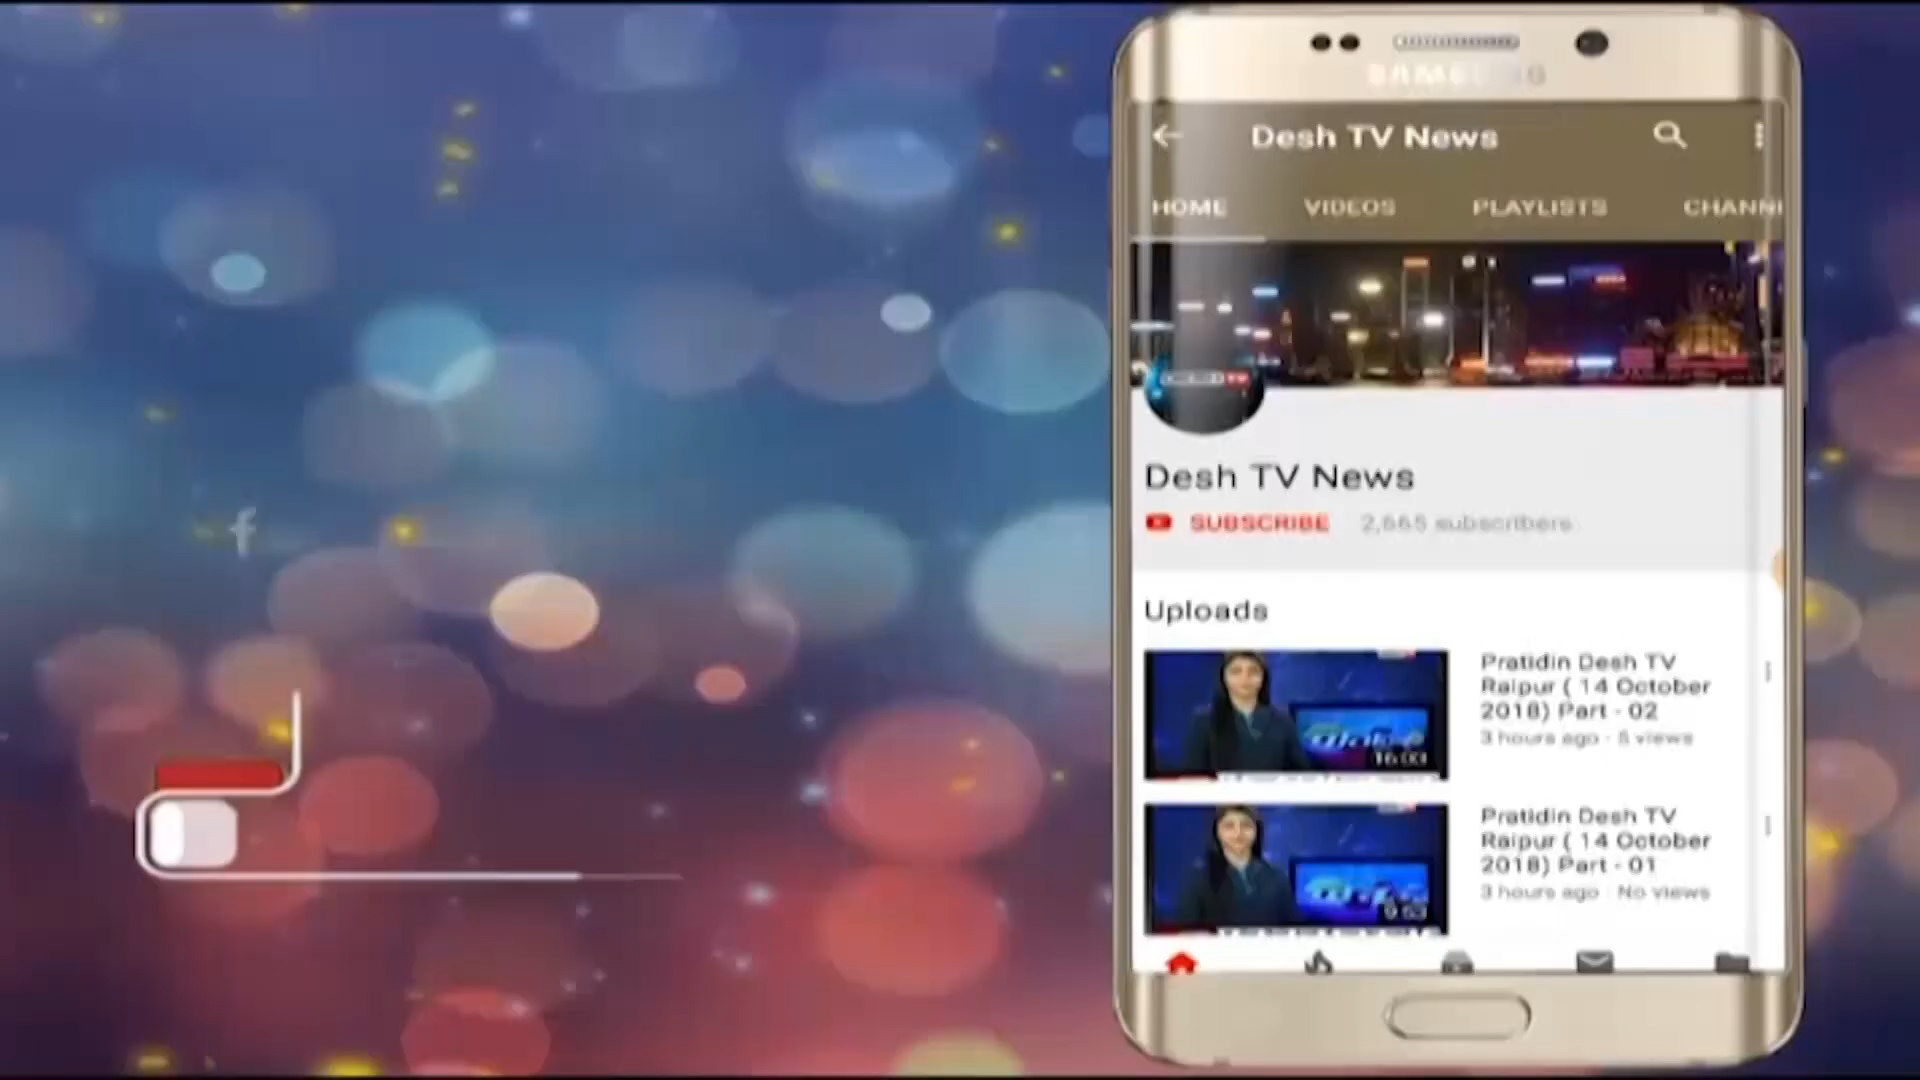 SAMSUNG
Desh TV News
HOME VIDEOS PLAYLISTS CHANN
Desh TV News
SUBSCRIBE 2,665 subscribers
Uploads
Pratidin Desh TV
Raipur ( 14 October
2018) Part - 02
3 hours ago · 5 views
16:03
Pratidin Desh TV
Raipur ( 14 October
2018) Part - 01
3 hours ago · No views
9:53
f